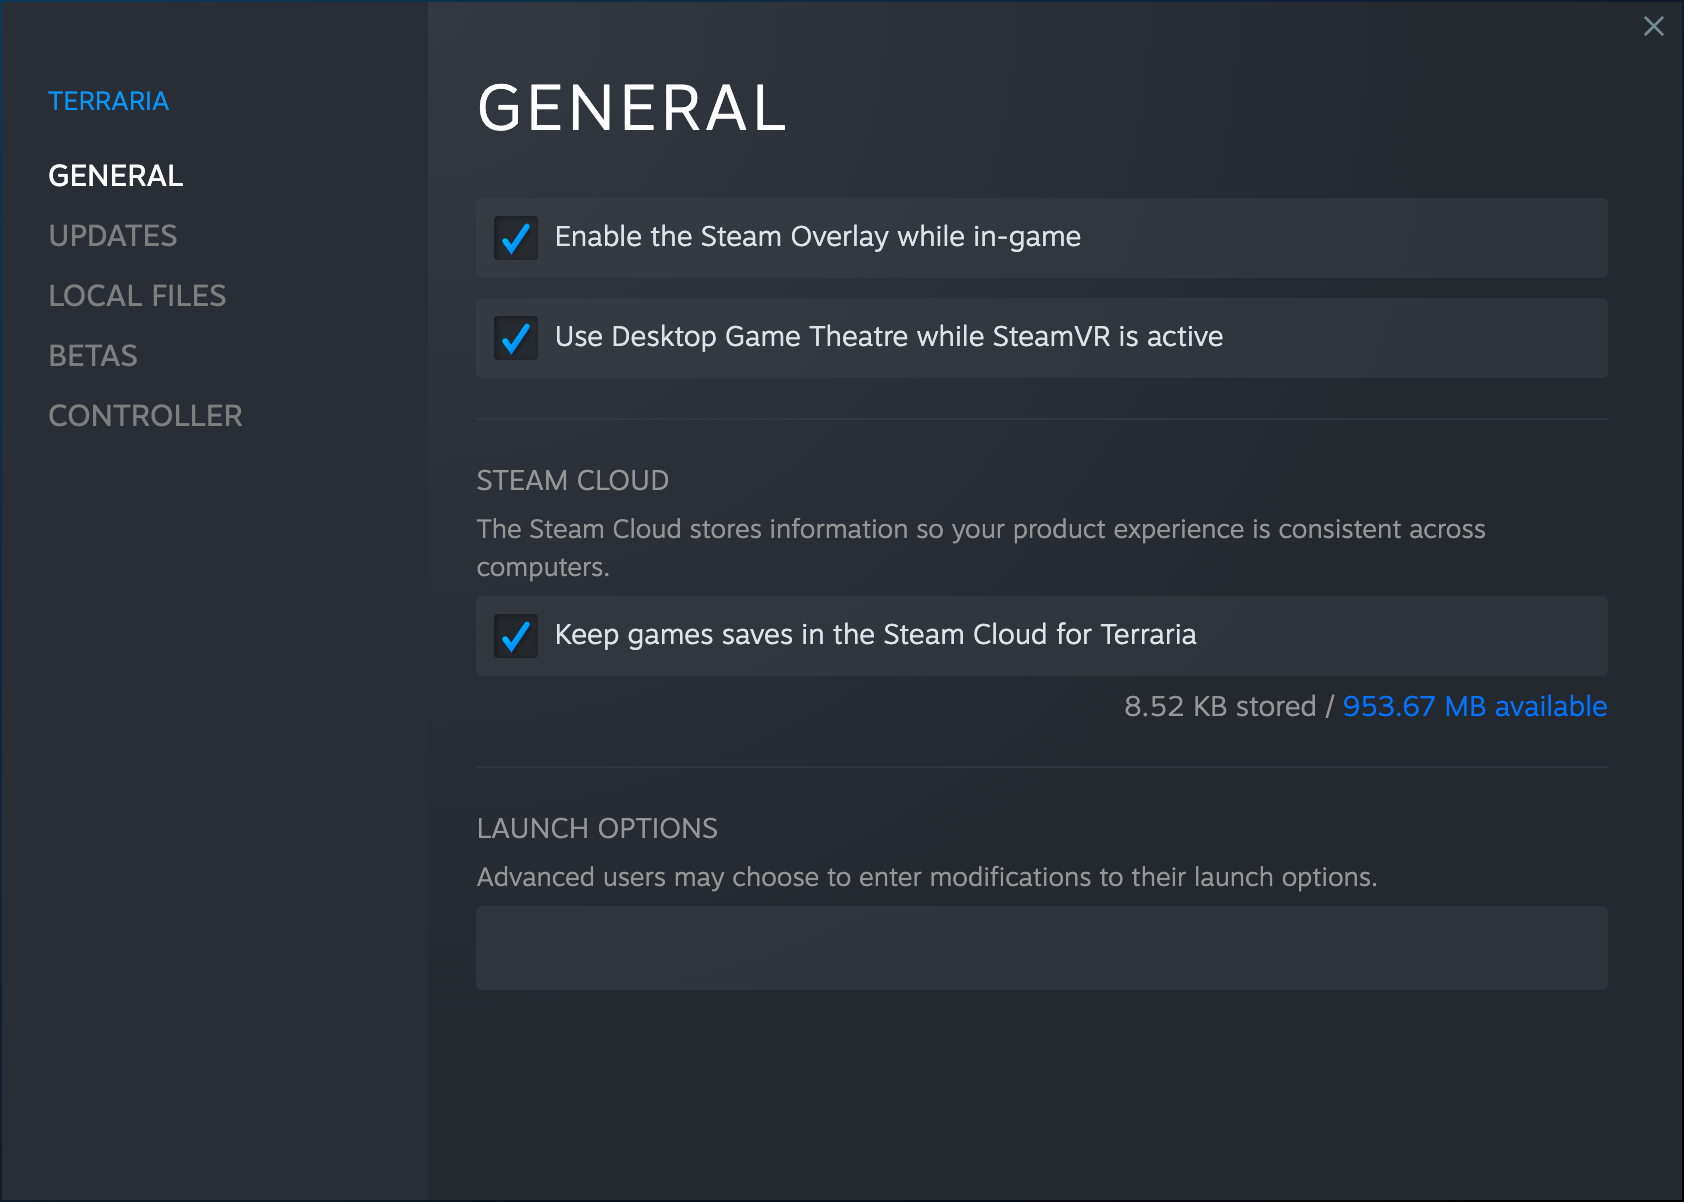 TERRARIA
GENERAL
UPDATES
LOCAL FILES
BETAS
CONTROLLER
GENERAL
Enable the Steam Overlay while in-game
Use Desktop Game Theatre while SteamVR is active
STEAM CLOUD
The Steam Cloud stores information so your product experience is consistent across
computers.
Keep games saves in the Steam Cloud for Terraria
8.52 KB stored / 953.67 MB available
LAUNCH OPTIONS
Advanced users may choose to enter modifications to their launch options.